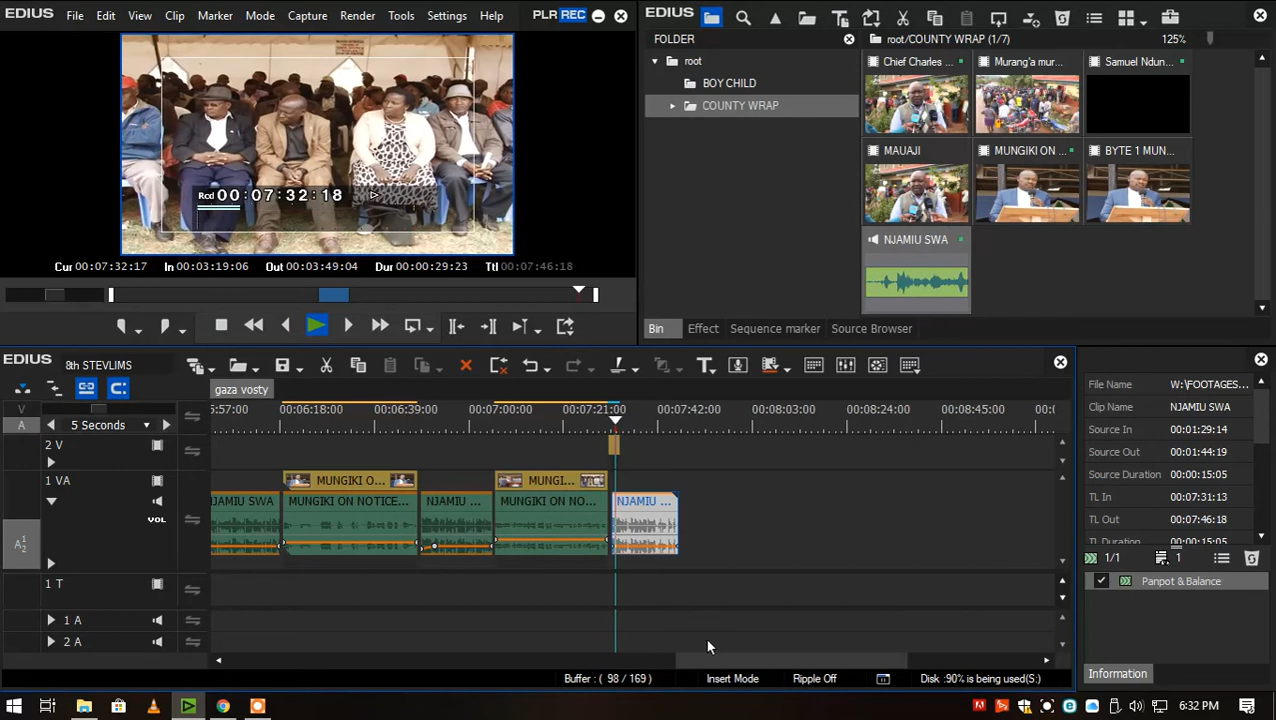 EDIUS File Edit View Clip Marker Mode Capture Render Tools Settings Help PLR REC
Rcd 00:07:32:18
Cur 00:07:32:17 In 00:03:19:06 Out 00:03:49:04 Dur 00:00:29:23 Ttl 00:07:46:18
EDIUS
FOLDER
root
BOY CHILD
COUNTY WRAP
root/COUNTY WRAP (1/7) 125%
Chief Charles ... Murang'a mur... Samuel Ndun...
MAUAJI MUNGIKI ON ... BYTE 1 MUN...
NJAMIU SWA
Bin Effect Sequence marker Source Browser
EDIUS 8th STEVLIMS
gaza vosty
V
A 5 Seconds
5:57:00 00:06:18:00 00:06:39:00 00:07:00:00 00:07:21:00 00:07:42:00 00:08:03:00 00:08:24:00 00:08:45:00 00:0
2 V
1 VA
MUNGIKI O... MUNGI...
NJAMIU SWA MUNGIKI ON NOTICE... NJAMIU ... MUNGIKI ON NO... NJAMIU ...
VOL
A 1 2
1 T
1 A
2 A
Buffer : ( 98 / 169 ) Insert Mode Ripple Off Disk :90% is being used(S:)
File Name W:\FOOTAGES...
Clip Name NJAMIU SWA
Source In 00:01:29:14
Source Out 00:01:44:19
Source Duration 00:00:15:05
TL In 00:07:31:13
TL Out 00:07:46:18
TL Duration 00:00:15:05
1/1 1
Panpot & Balance
Information
6:32 PM